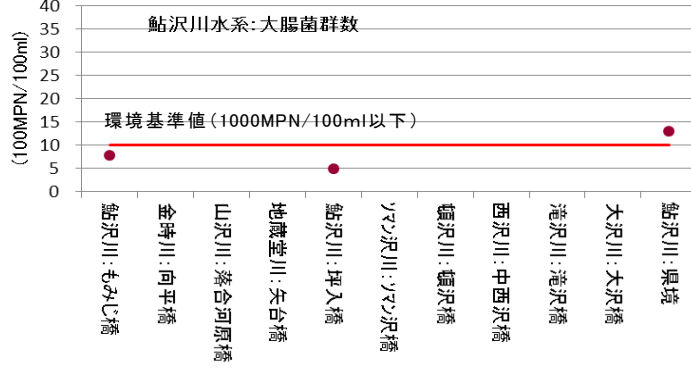 鮎沢川水系:大腸菌群数
(100MPN/100ml)
40
35
30
25
20
15
10
5
0
環境基準値(1000MPN/100ml以下)
鮎沢川:もみじ橋
金時川:向平橋
山沢川:落合河原橋
地蔵堂川:矢台橋
鮎沢川:坪入橋
ソマン沢川:ソマン沢橋
頓沢川:頓沢橋
西沢川:中西沢橋
滝沢川:滝沢橋
大沢川:大沢橋
鮎沢川:県境